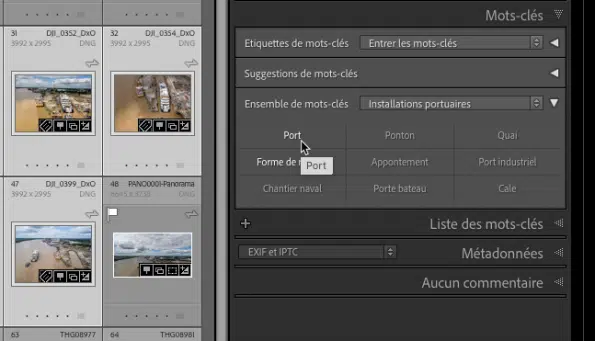 31 DJI_0352_DxO
3992 x 2995 DNG
32 DJI_0354_DxO
3992 x 2995 DNG
47 DJI_0399_DxO
3992 x 2995 DNG
48 PANO0001-Panorama
DNG
63 THG08977
64 THG08981
Mots-clés
Etiquettes de mots-clés Entrer les mots-clés
Suggestions de mots-clés
Ensemble de mots-clés Installations portuaires
Port Ponton Quai
Forme de Appontement Port industriel
Port
Chantier naval Porte bateau Cale
Liste des mots-clés
EXIF et IPTC Métadonnées
Aucun commentaire